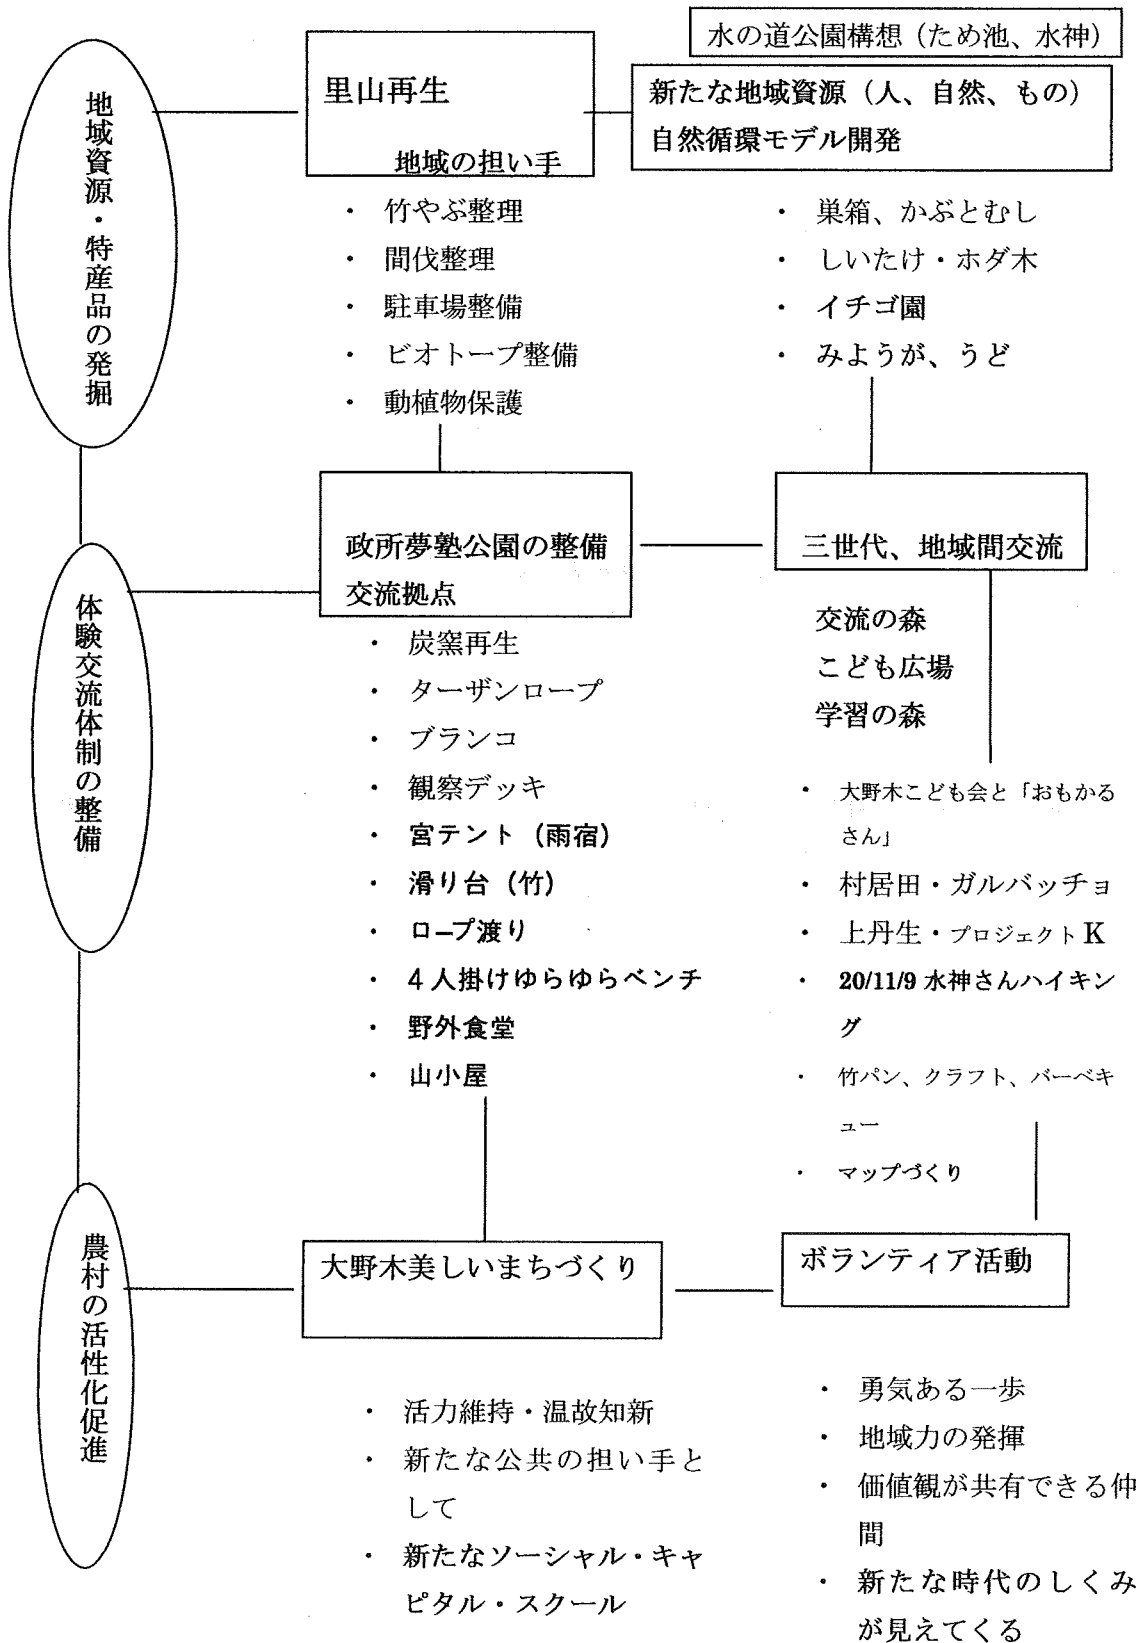 水の道公園構想（ため池、水神）
地域資源・特産品の発掘
里山再生
地域の担い手
新たな地域資源（人、自然、もの）
自然循環モデル開発
・ 竹やぶ整理
・ 間伐整理
・ 駐車場整備
・ ビオトープ整備
・ 動植物保護
・ 巣箱、かぶとむし
・ しいたけ・ホダ木
・ イチゴ園
・ みようが、うど
体験交流体制の整備
政所夢塾公園の整備
交流拠点
三世代、地域間交流
・ 炭窯再生
・ ターザンロープ
・ ブランコ
・ 観察デッキ
・ 宮テント（雨宿）
・ 滑り台（竹）
・ ロープ渡り
・ ４人掛けゆらゆらベンチ
・ 野外食堂
・ 山小屋
交流の森
こども広場
学習の森
・ 大野木こども会と「おもかる
さん」
・ 村居田・ガルバッチョ
・ 上丹生・プロジェクト K
・ 20/11/9 水神さんハイキン
グ
・ 竹パン、クラフト、バーベキ
ュー
・ マップづくり
農村の活性化促進
大野木美しいまちづくり
ボランティア活動
・ 活力維持・温故知新
・ 新たな公共の担い手と
して
・ 新たなソーシャル・キャ
ピタル・スクール
・ 勇気ある一歩
・ 地域力の発揮
・ 価値観が共有できる仲
間
・ 新たな時代のしくみ
が見えてくる